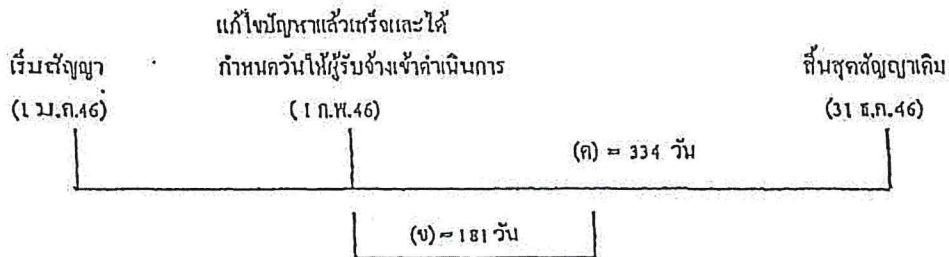 แก้ไขปัญหาแล้วเสร็จและได้
เริ่มสัญญา กำหนดวันให้ผู้รับจ้างเข้าดำเนินการ สิ้นสุดสัญญาเดิม
(1 ม.ค.46) (1 ก.พ.46) (31 ธ.ค.46)
(ค) = 334 วัน
(ข) = 181 วัน